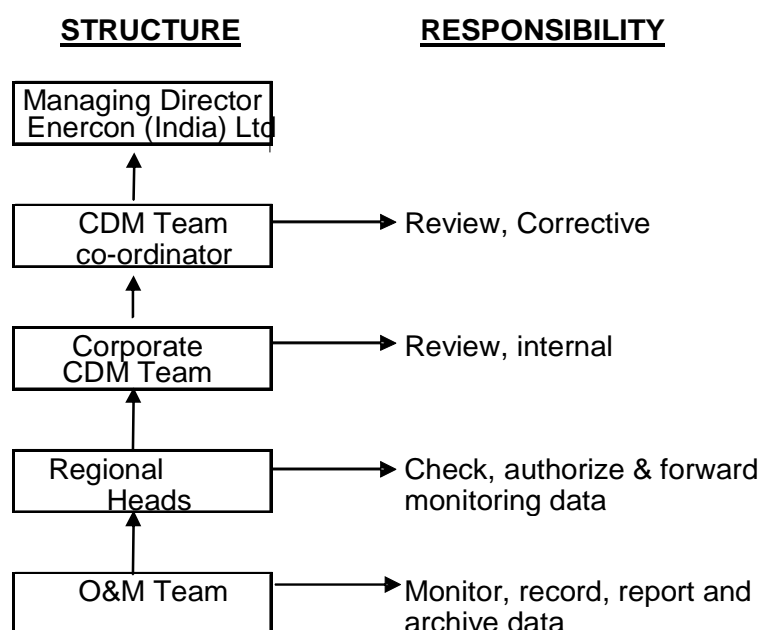 STRUCTURE RESPONSIBILITY
Managing Director
Enercon (India) Ltd
CDM Team
co-ordinator
Review, Corrective
Corporate
CDM Team
Review, internal
Regional
Heads
Check, authorize & forward
monitoring data
O&M Team
Monitor, record, report and
archive data